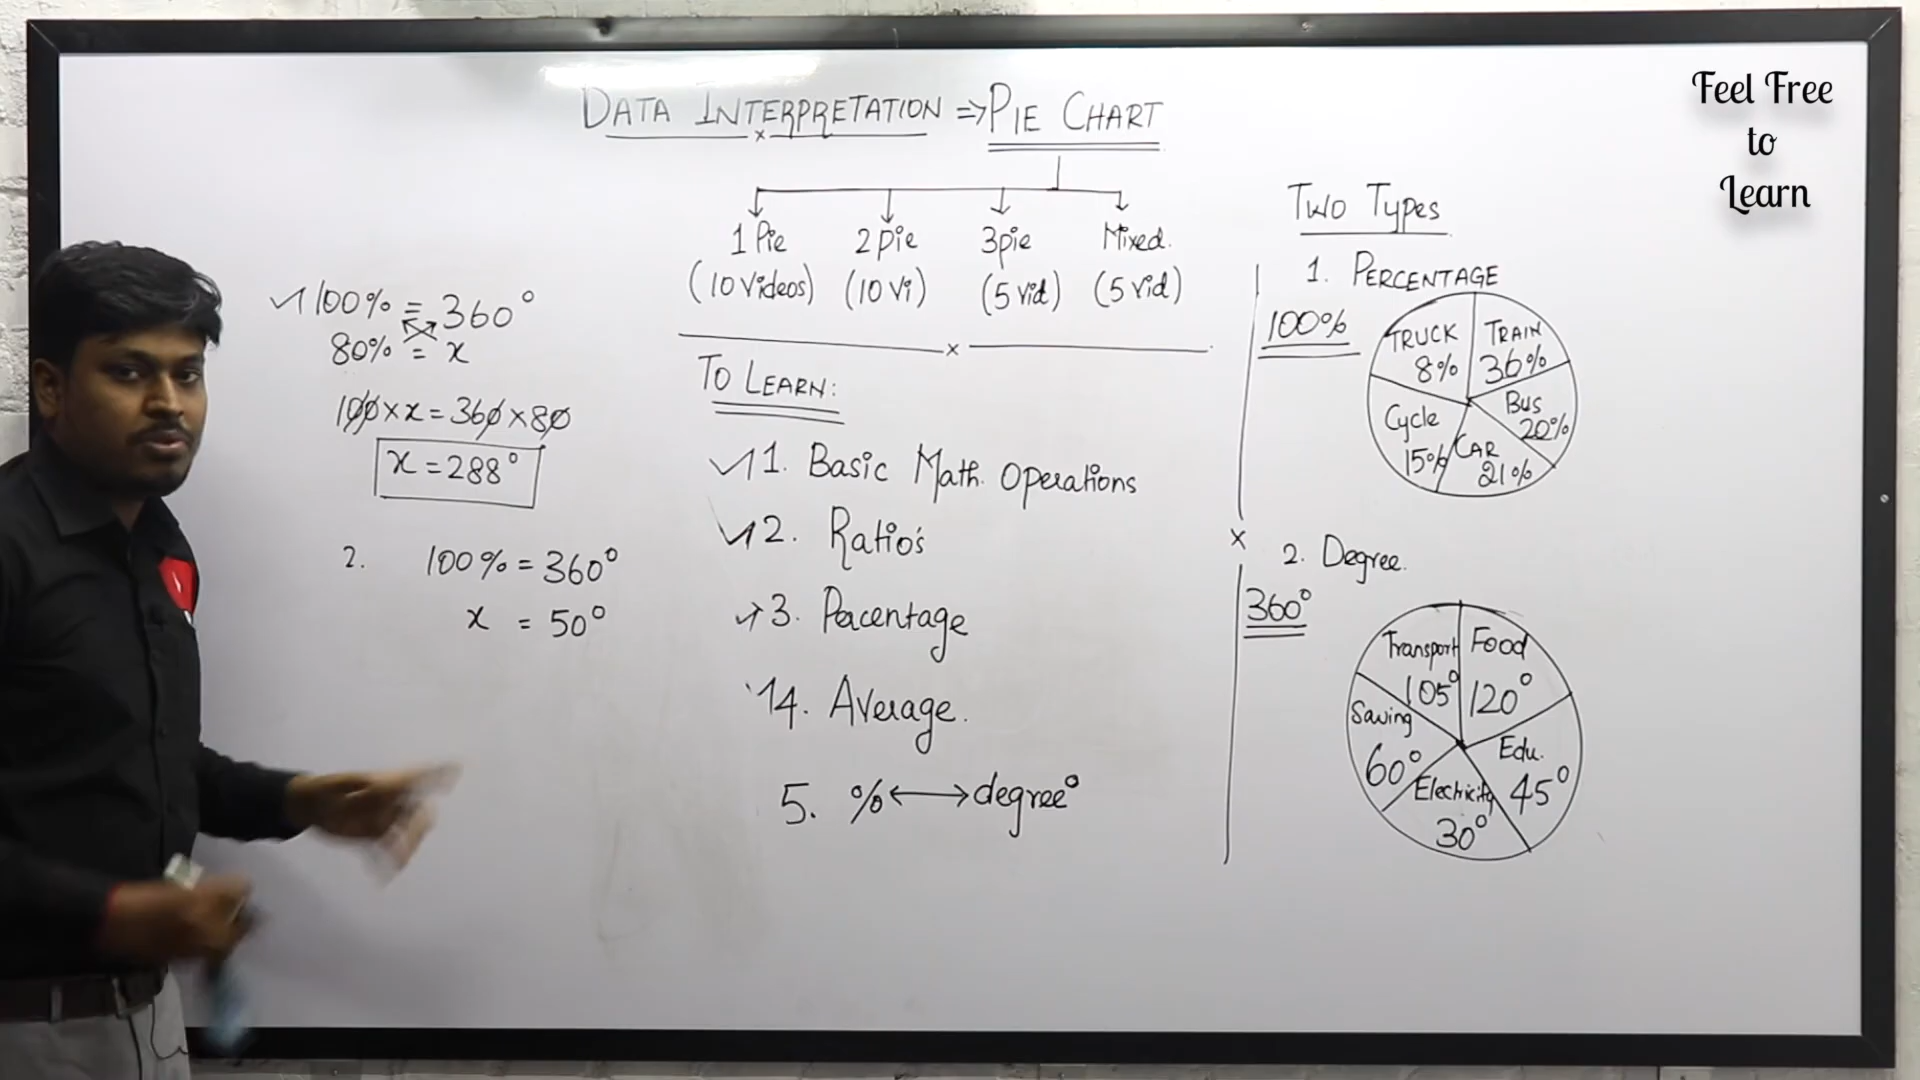 Feel Free
to
Learn
DATA INTERPRETATION => PIE CHART
1 Pie 2 pie 3pie Mixed.
(10 Videos) (10 Vi) (5 Vid) (5 Vid)
TO LEARN:
1. Basic Math. Operations
2. Ratio's
3. Pacentage
4. Average.
5. % ↔ degree°
100% = 360°
80% = x
100 × x = 360 × 80
x = 288°
2. 100% = 360°
x = 50°
TWO TYPES
1. PERCENTAGE
100%
TRUCK
8%
TRAIN
36%
BUS
20%
CAR
21%
Cycle
15%
2. Degree.
360°
Transport
105°
Food
120°
Edu.
45°
Electricity
30°
Saving
60°